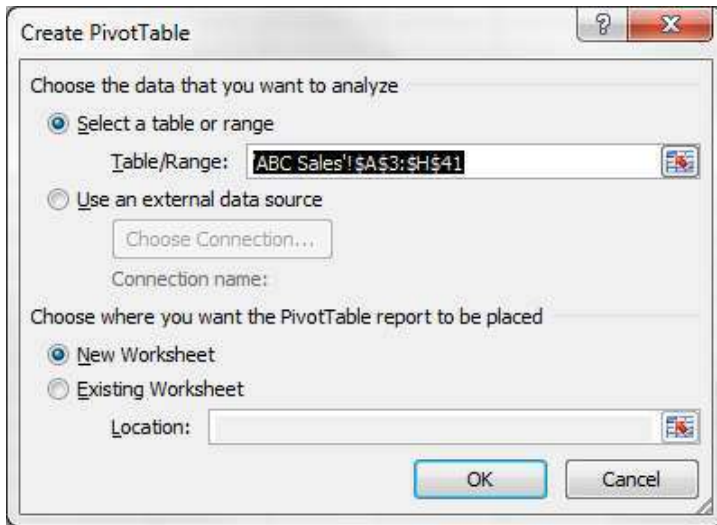 Create PivotTable ?
Choose the data that you want to analyze
Select a table or range
Table/Range: 'ABC Sales'!$A$3:$H$41
Use an external data source
Choose Connection...
Connection name:
Choose where you want the PivotTable report to be placed
New Worksheet
Existing Worksheet
Location:
OK Cancel